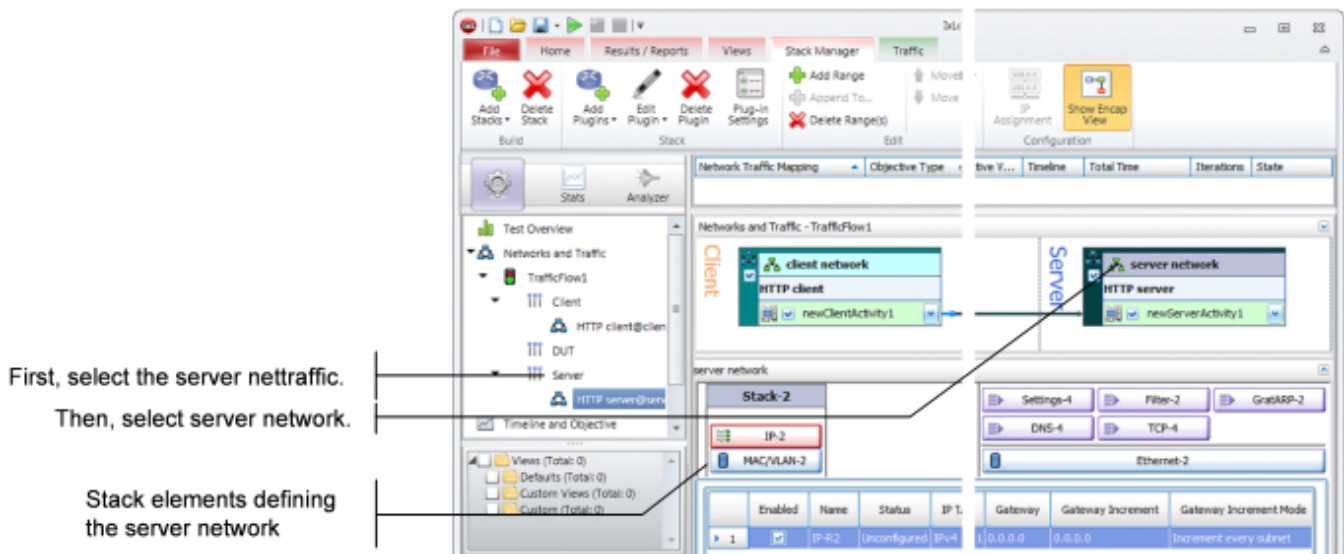 IxLo
File Home Results / Reports Views Stack Manager Traffic
Add Stacks Delete Stack Add Plugins Edit Plugin Delete Plugin Plug-in Settings
Add Range
Append To...
Delete Range(s)
Move
Move
IP Assignment
Show Encap View
Build Stack Edit Configuration
Stats Analyzer
Network Traffic Mapping Objective Type tive V... Timeline Total Time Iterations State
Test Overview
Networks and Traffic
TrafficFlow1
Client
HTTP client@clien
DUT
Server
HTTP server@serv
Timeline and Objective
Views (Total: 0)
Defaults (Total: 0)
Custom Views (Total: 0)
Custom (Total: 0)
Networks and Traffic - TrafficFlow1
Client
client network
HTTP client
newClientActivity1
Server
server network
HTTP server
newServerActivity1
server network
Stack-2
IP-2
MAC/VLAN-2
Settings-4 Filter-2 GratARP-2
DNS-4 TCP-4
Ethernet-2
Enabled Name Status IP T Gateway Gateway Increment Gateway Increment Mode
1 IP-R2 Unconfigured IPv4 1 0.0.0.0 0.0.0.0 Increment every subnet
First, select the server nettraffic.
Then, select server network.
Stack elements defining
the server network